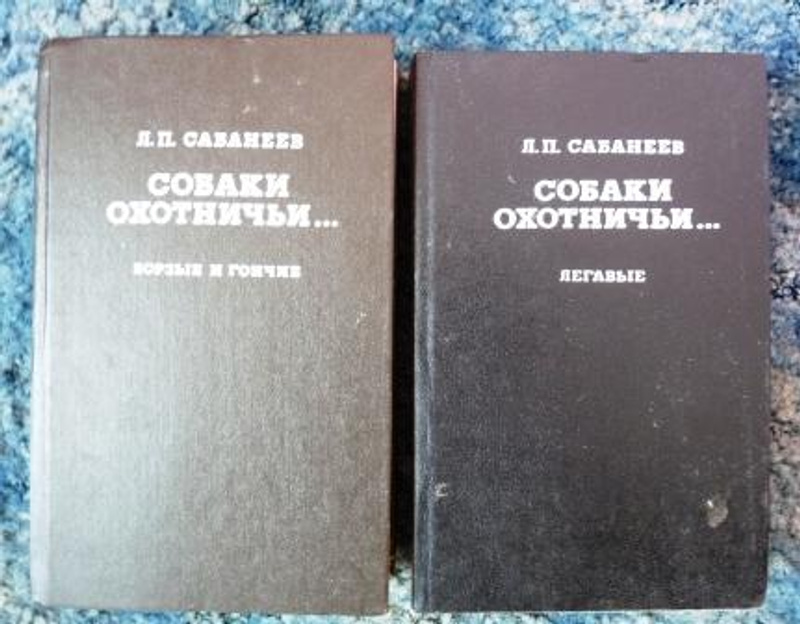 Л.П. САБАНЕЕВ
СОБАКИ
ОХОТНИЧЬИ...
БОРЗЫЕ И ГОНЧИЕ
Л.П. САБАНЕЕВ
СОБАКИ
ОХОТНИЧЬИ...
ЛЕГАВЫЕ